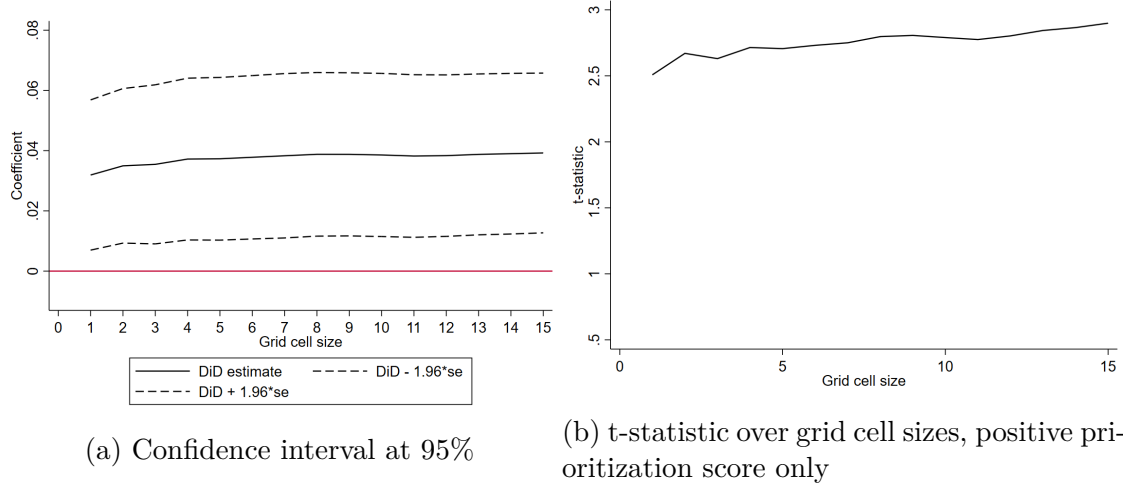 .08
.06
.04
.02
0
Coefficient
0 1 2 3 4 5 6 7 8 9 10 11 12 13 14 15
Grid cell size
DiD estimate
DiD - 1.96*se
DiD + 1.96*se
(a) Confidence interval at 95%
3
2.5
2
1.5
1
.5
t-statistic
0 5 10 15
Grid cell size
(b) t-statistic over grid cell sizes, positive pri-
oritization score only